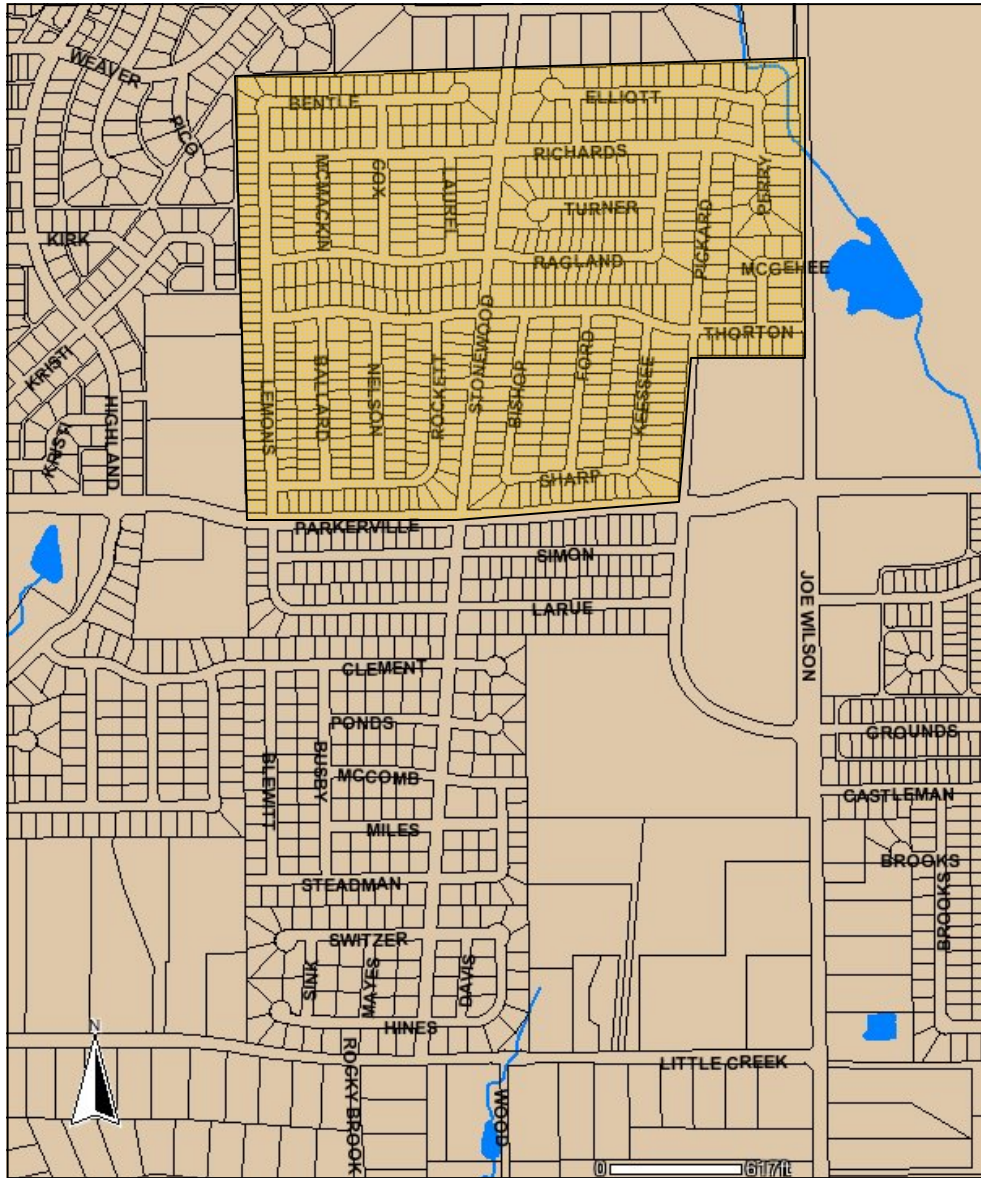 WEAVER
BENTLE
ELLIOTT
PICO
RICHARDS
MCMACKIN
COX
LAUREL
PERRY
TURNER
PICKARD
KIRK
RAGLAND
MCGEHEE
STONEWOOD
THORTON
KRISTI
BALLARD
NELSON
ROCKETT
BISHOP
FORD
KEESSEE
LEMONS
HIGHLAND
KRISTI
SHARP
PARKERVILLE
SIMON
LARUE
JOE WILSON
CLEMENT
PONDS
GROUNDS
BLEWITT
BUSBY
MCCOMB
CASTLEMAN
MILES
BROOKS
STEADMAN
BROOKS
SWITZER
SINK
MAYES
DAVIS
HINES
N
ROCKY BROOK
LITTLE CREEK
WOOD
0 617ft